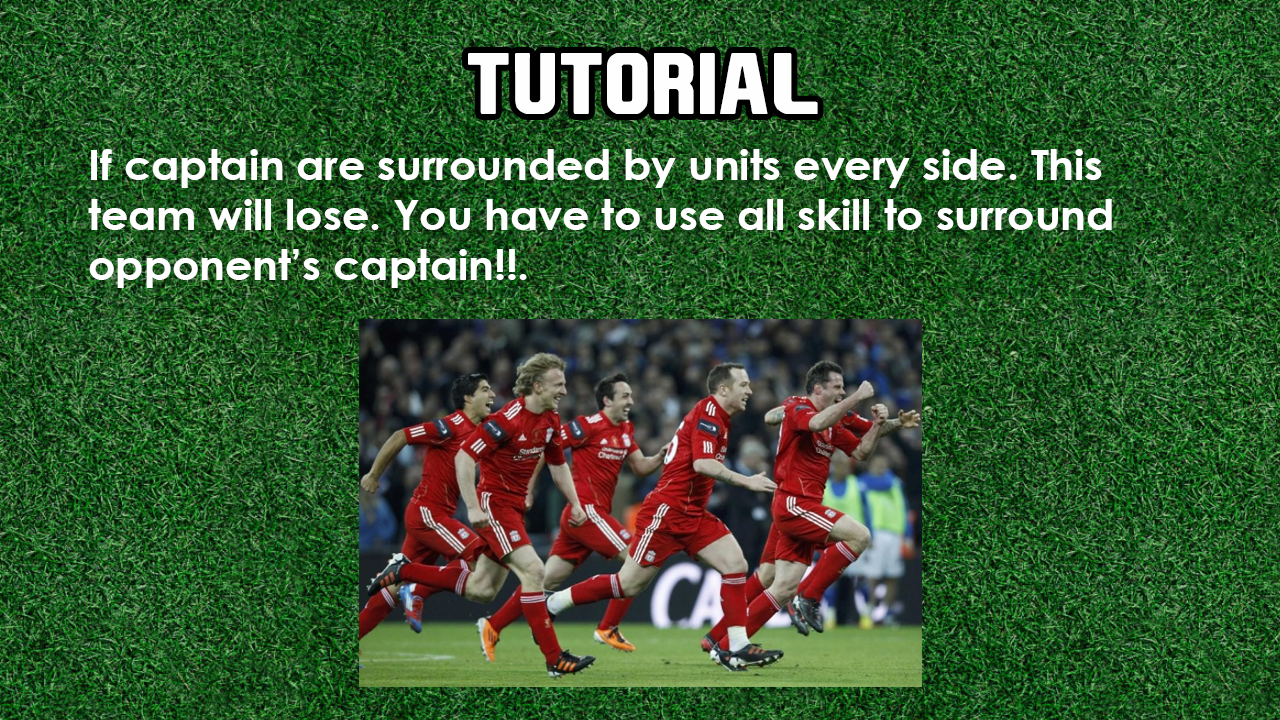 TUTORIAL
If captain are surrounded by units every side. This
team will lose. You have to use all skill to surround
opponent’s captain!!.
CA